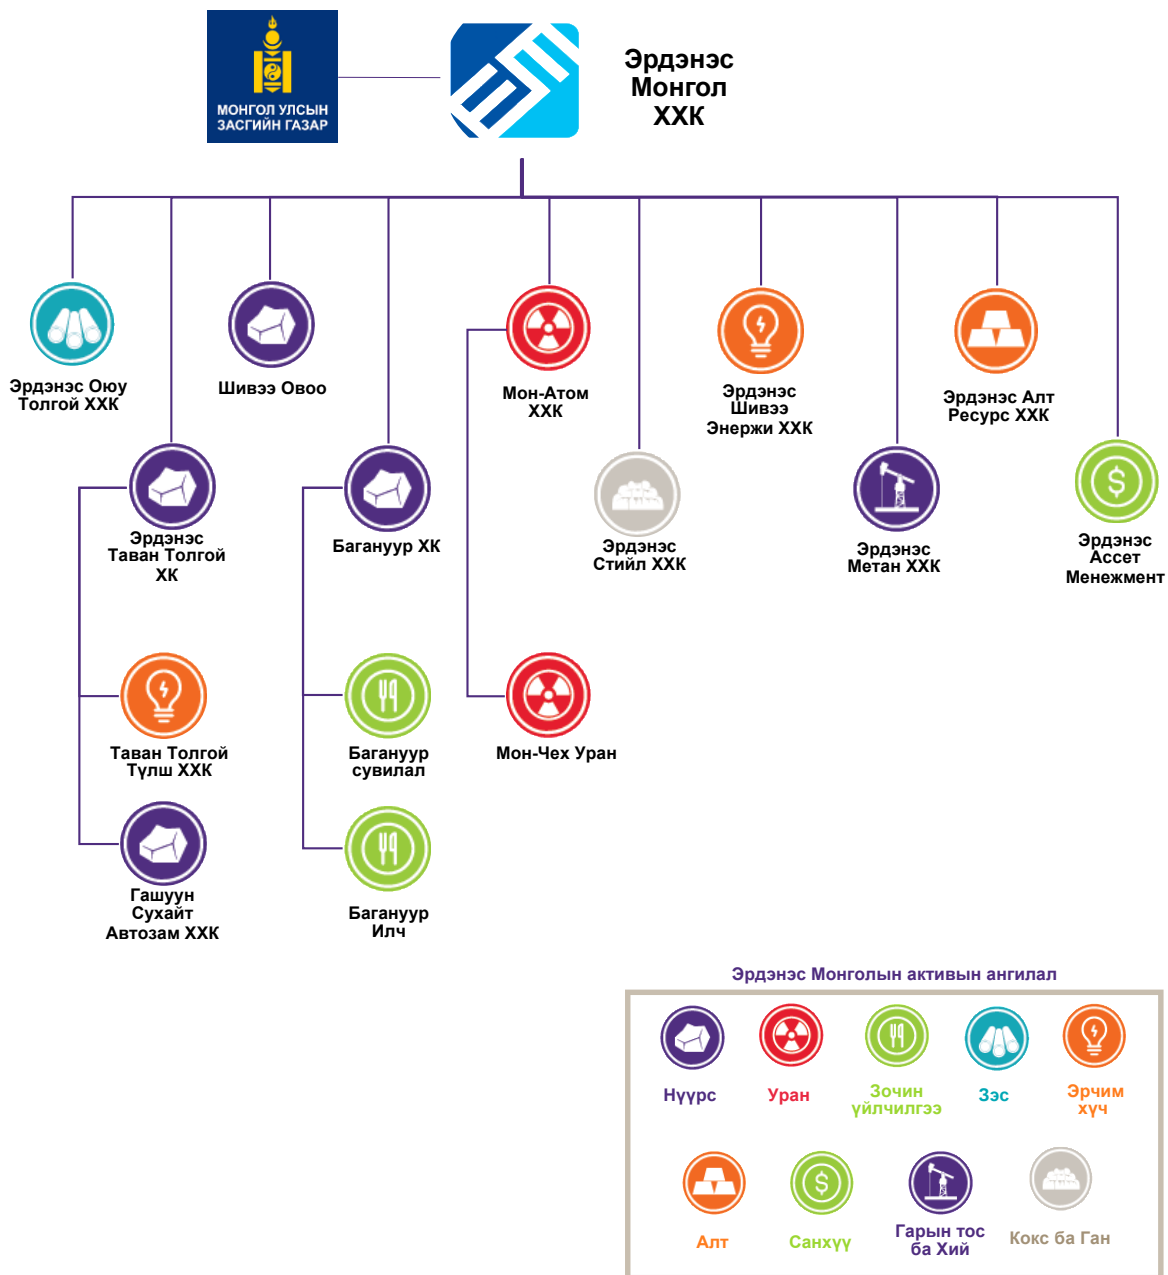 МОНГОЛ УЛСЫН
ЗАСГИЙН ГАЗАР
Эрдэнэс
Монгол
ХХК
Эрдэнэс Оюу
Толгой ХХК
Шивээ Овоо
Мон-Атом
ХХК
Эрдэнэс
Шивээ
Энержи ХХК
Эрдэнэс Алт
Ресурс ХХК
Эрдэнэс
Таван Толгой
ХК
Багануур ХК
Эрдэнэс
Стийл ХХК
Эрдэнэс
Метан ХХК
$
Эрдэнэс
Ассет
Менежмент
Таван Толгой
Түлш ХХК
Багануур
сувилал
Мон-Чех Уран
Гашуун
Сухайт
Автозам ХХК
Багануур
Илч
Эрдэнэс Монголын активын ангилал
Нүүрс
Уран
Зочин
үйлчилгээ
Зэс
Эрчим
хүч
Алт
$
Санхүү
Гарын тос
ба Хий
Кокс ба Ган